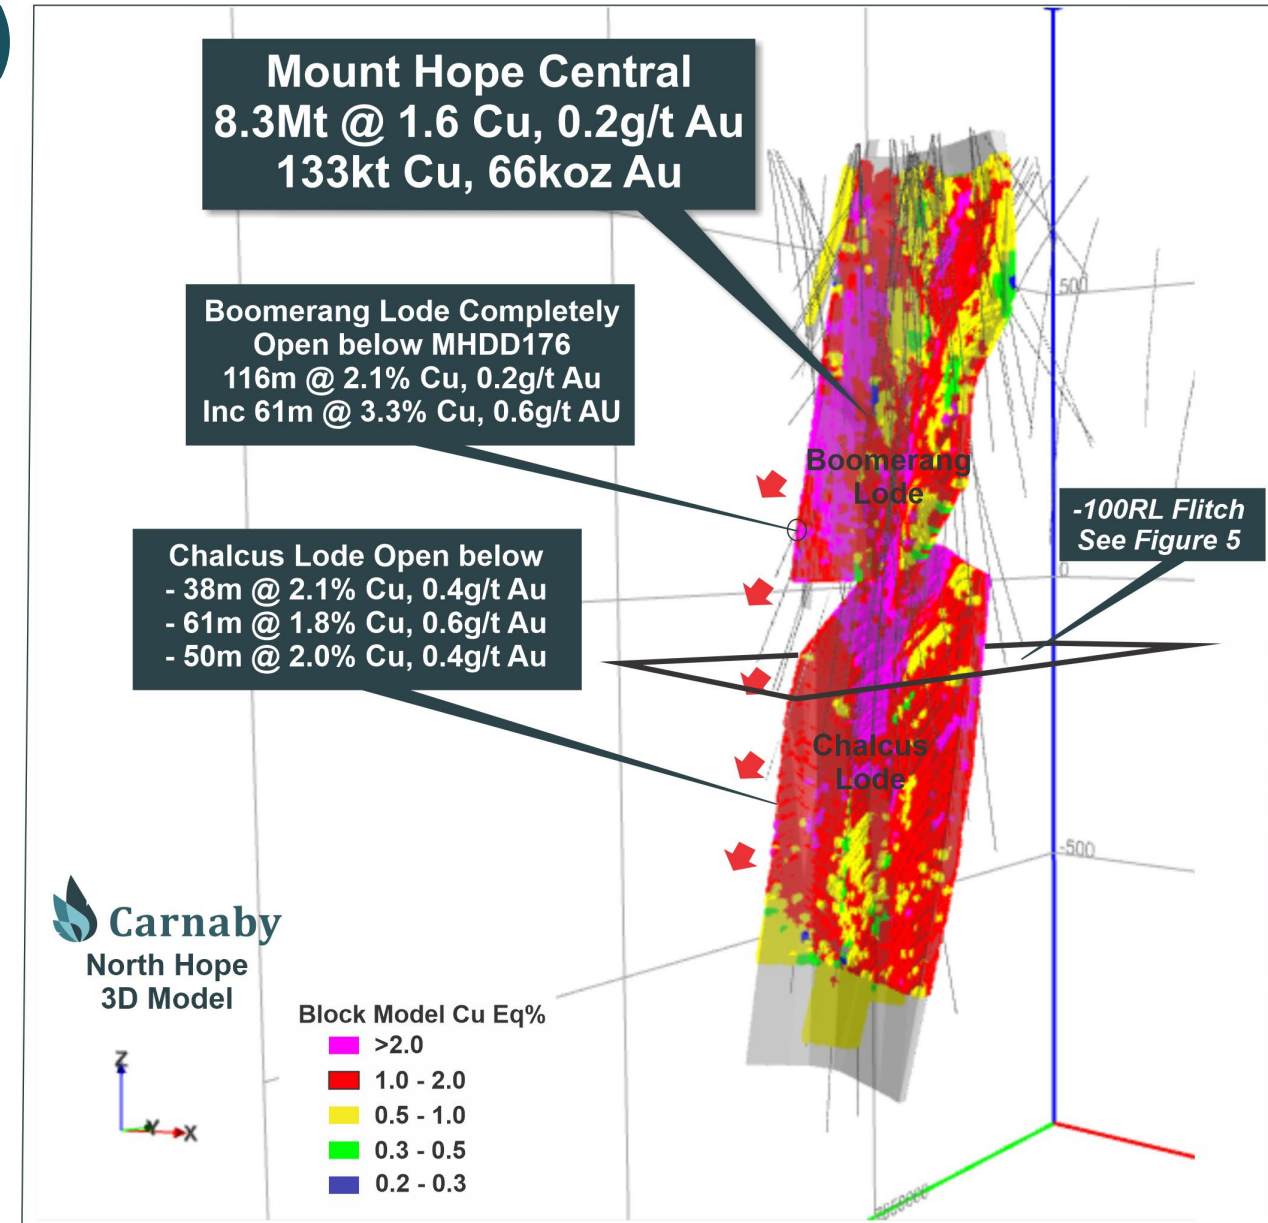 Mount Hope Central
8.3Mt @ 1.6 Cu, 0.2g/t Au
133kt Cu, 66koz Au
500
Boomerang Lode Completely
Open below MHDD176
116m @ 2.1% Cu, 0.2g/t Au
Inc 61m @ 3.3% Cu, 0.6g/t AU
Boomerang
Lode
-100RL Flitch
See Figure 5
0
Chalcus Lode Open below
- 38m @ 2.1% Cu, 0.4g/t Au
- 61m @ 1.8% Cu, 0.6g/t Au
- 50m @ 2.0% Cu, 0.4g/t Au
Chalcus
Lode
-500
Carnaby
North Hope
3D Model
Block Model Cu Eq%
>2.0
1.0 - 2.0
0.5 - 1.0
0.3 - 0.5
0.2 - 0.3
Z
Y
X